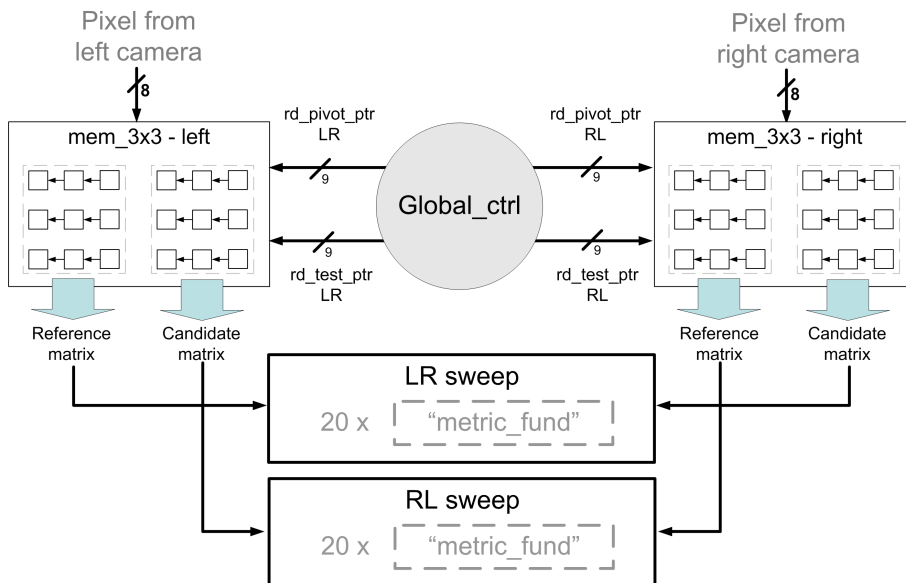 Pixel from
left camera
8
Pixel from
right camera
8
mem_3x3 - left
rd_pivot_ptr
LR
9
rd_test_ptr
LR
9
Global_ctrl
rd_pivot_ptr
RL
9
rd_test_ptr
RL
9
mem_3x3 - right
Reference
matrix
Candidate
matrix
Reference
matrix
Candidate
matrix
LR sweep
20 x “metric_fund”
RL sweep
20 x “metric_fund”